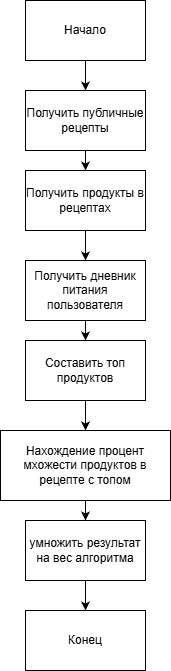 Начало
Получить публичные
рецепты
Получить продукты в
рецептах
Получить дневник
питания
пользователя
Составить топ
продуктов
Нахождение процент
мхожести продуктов в
рецепте с топом
умножить результат
на вес алгоритма
Конец